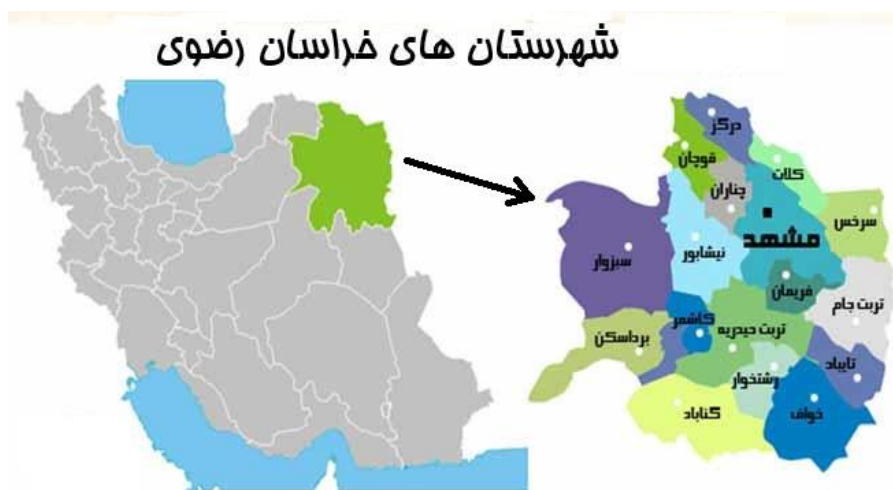 شهرستان های خراسان رضوی
درگز
قوچان
کلات
چناران
سرخس
مشهد
نیشابور
سبزوار
فریمان
تربت جام
کاشمر
تربت حیدریه
برداسکن
تایباد
رشتخوار
خواف
گناباد